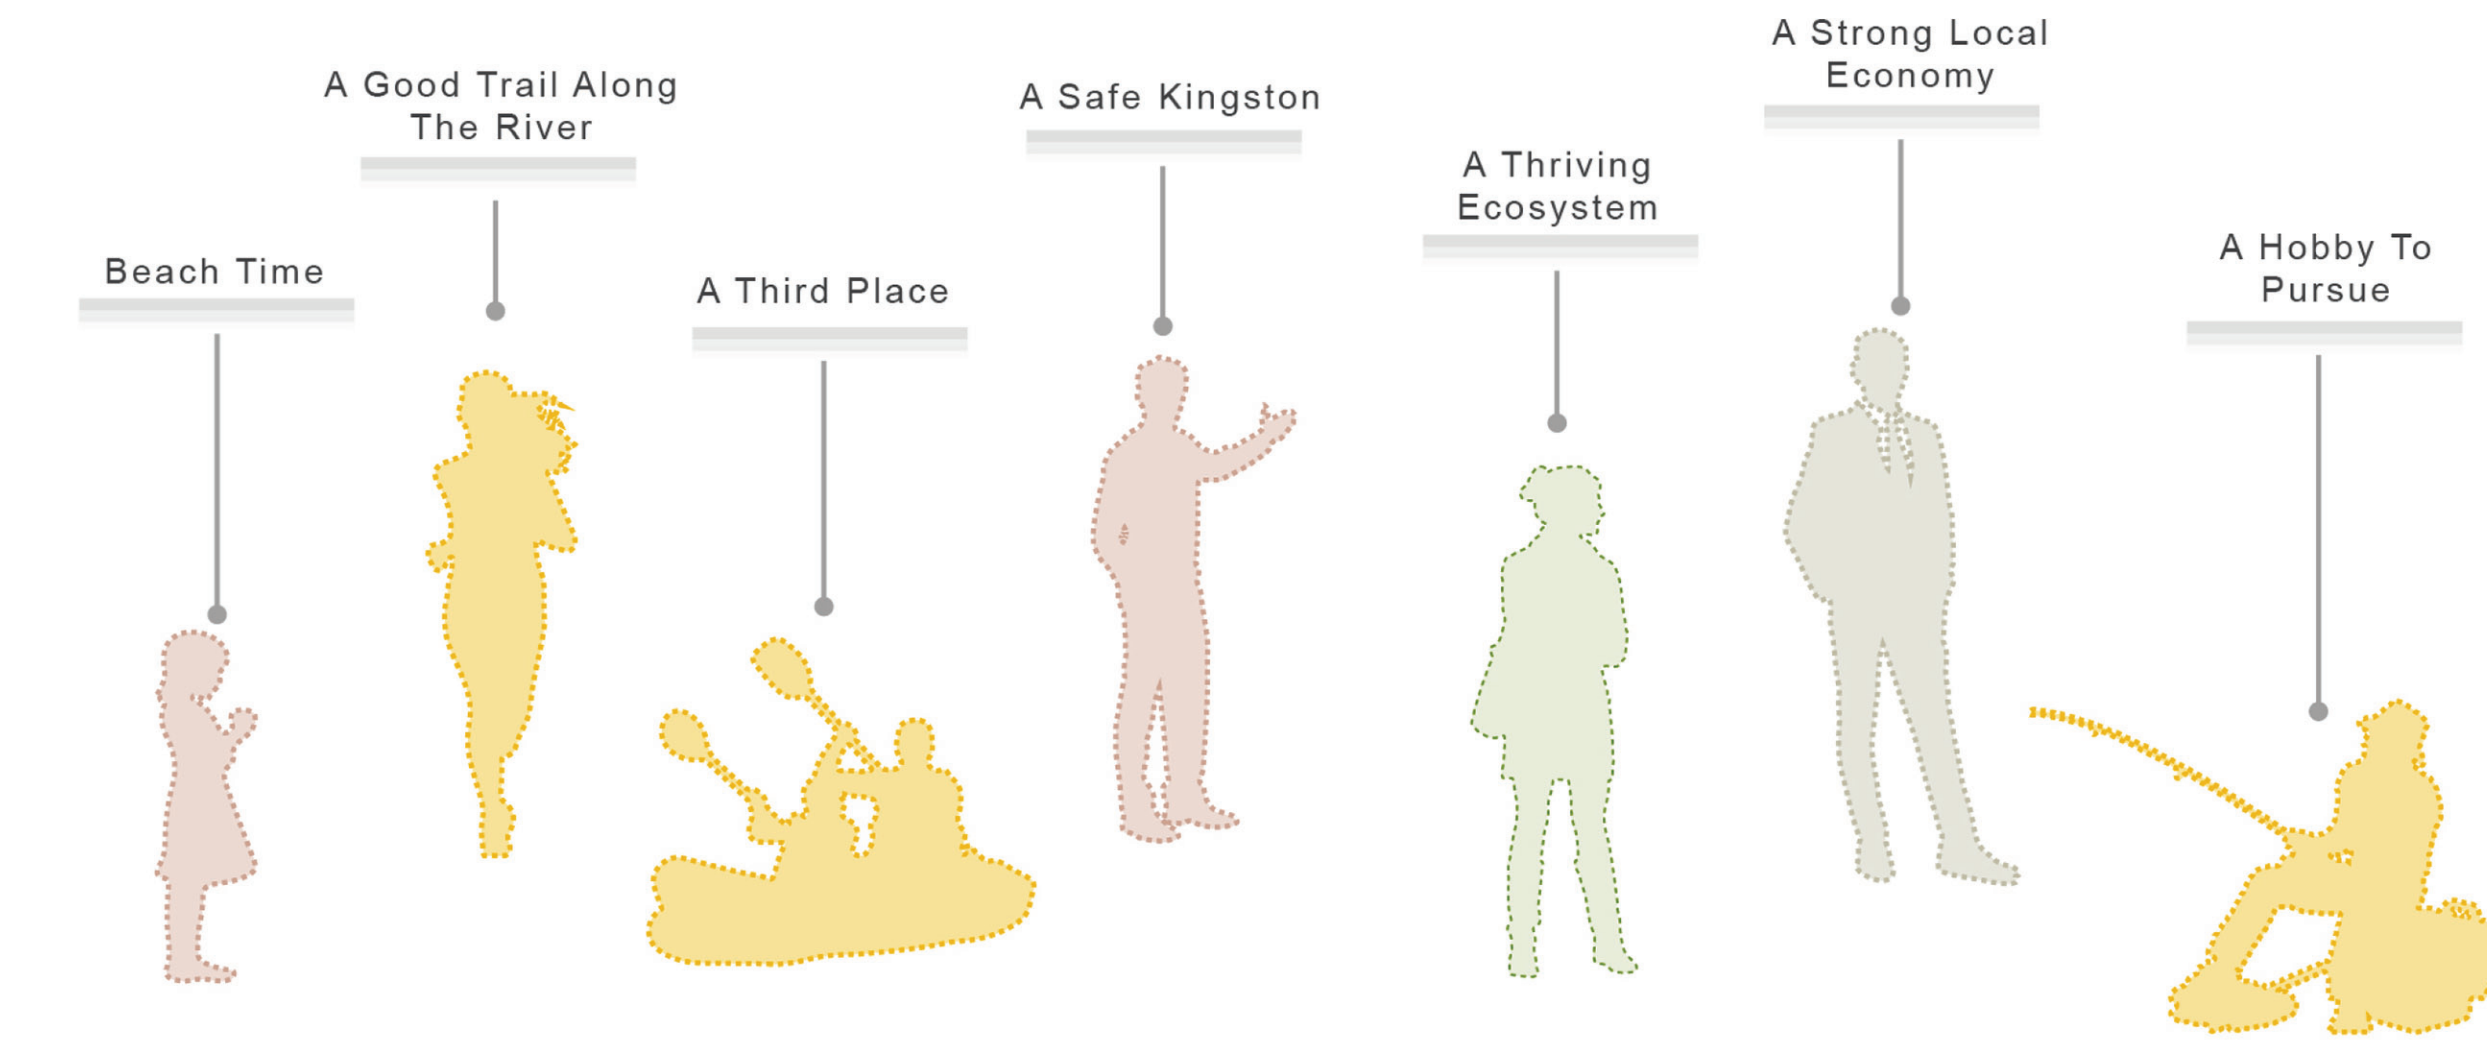 Beach Time
A Good Trail Along
The River
A Third Place
A Safe Kingston
A Thriving
Ecosystem
A Strong Local
Economy
A Hobby To
Pursue